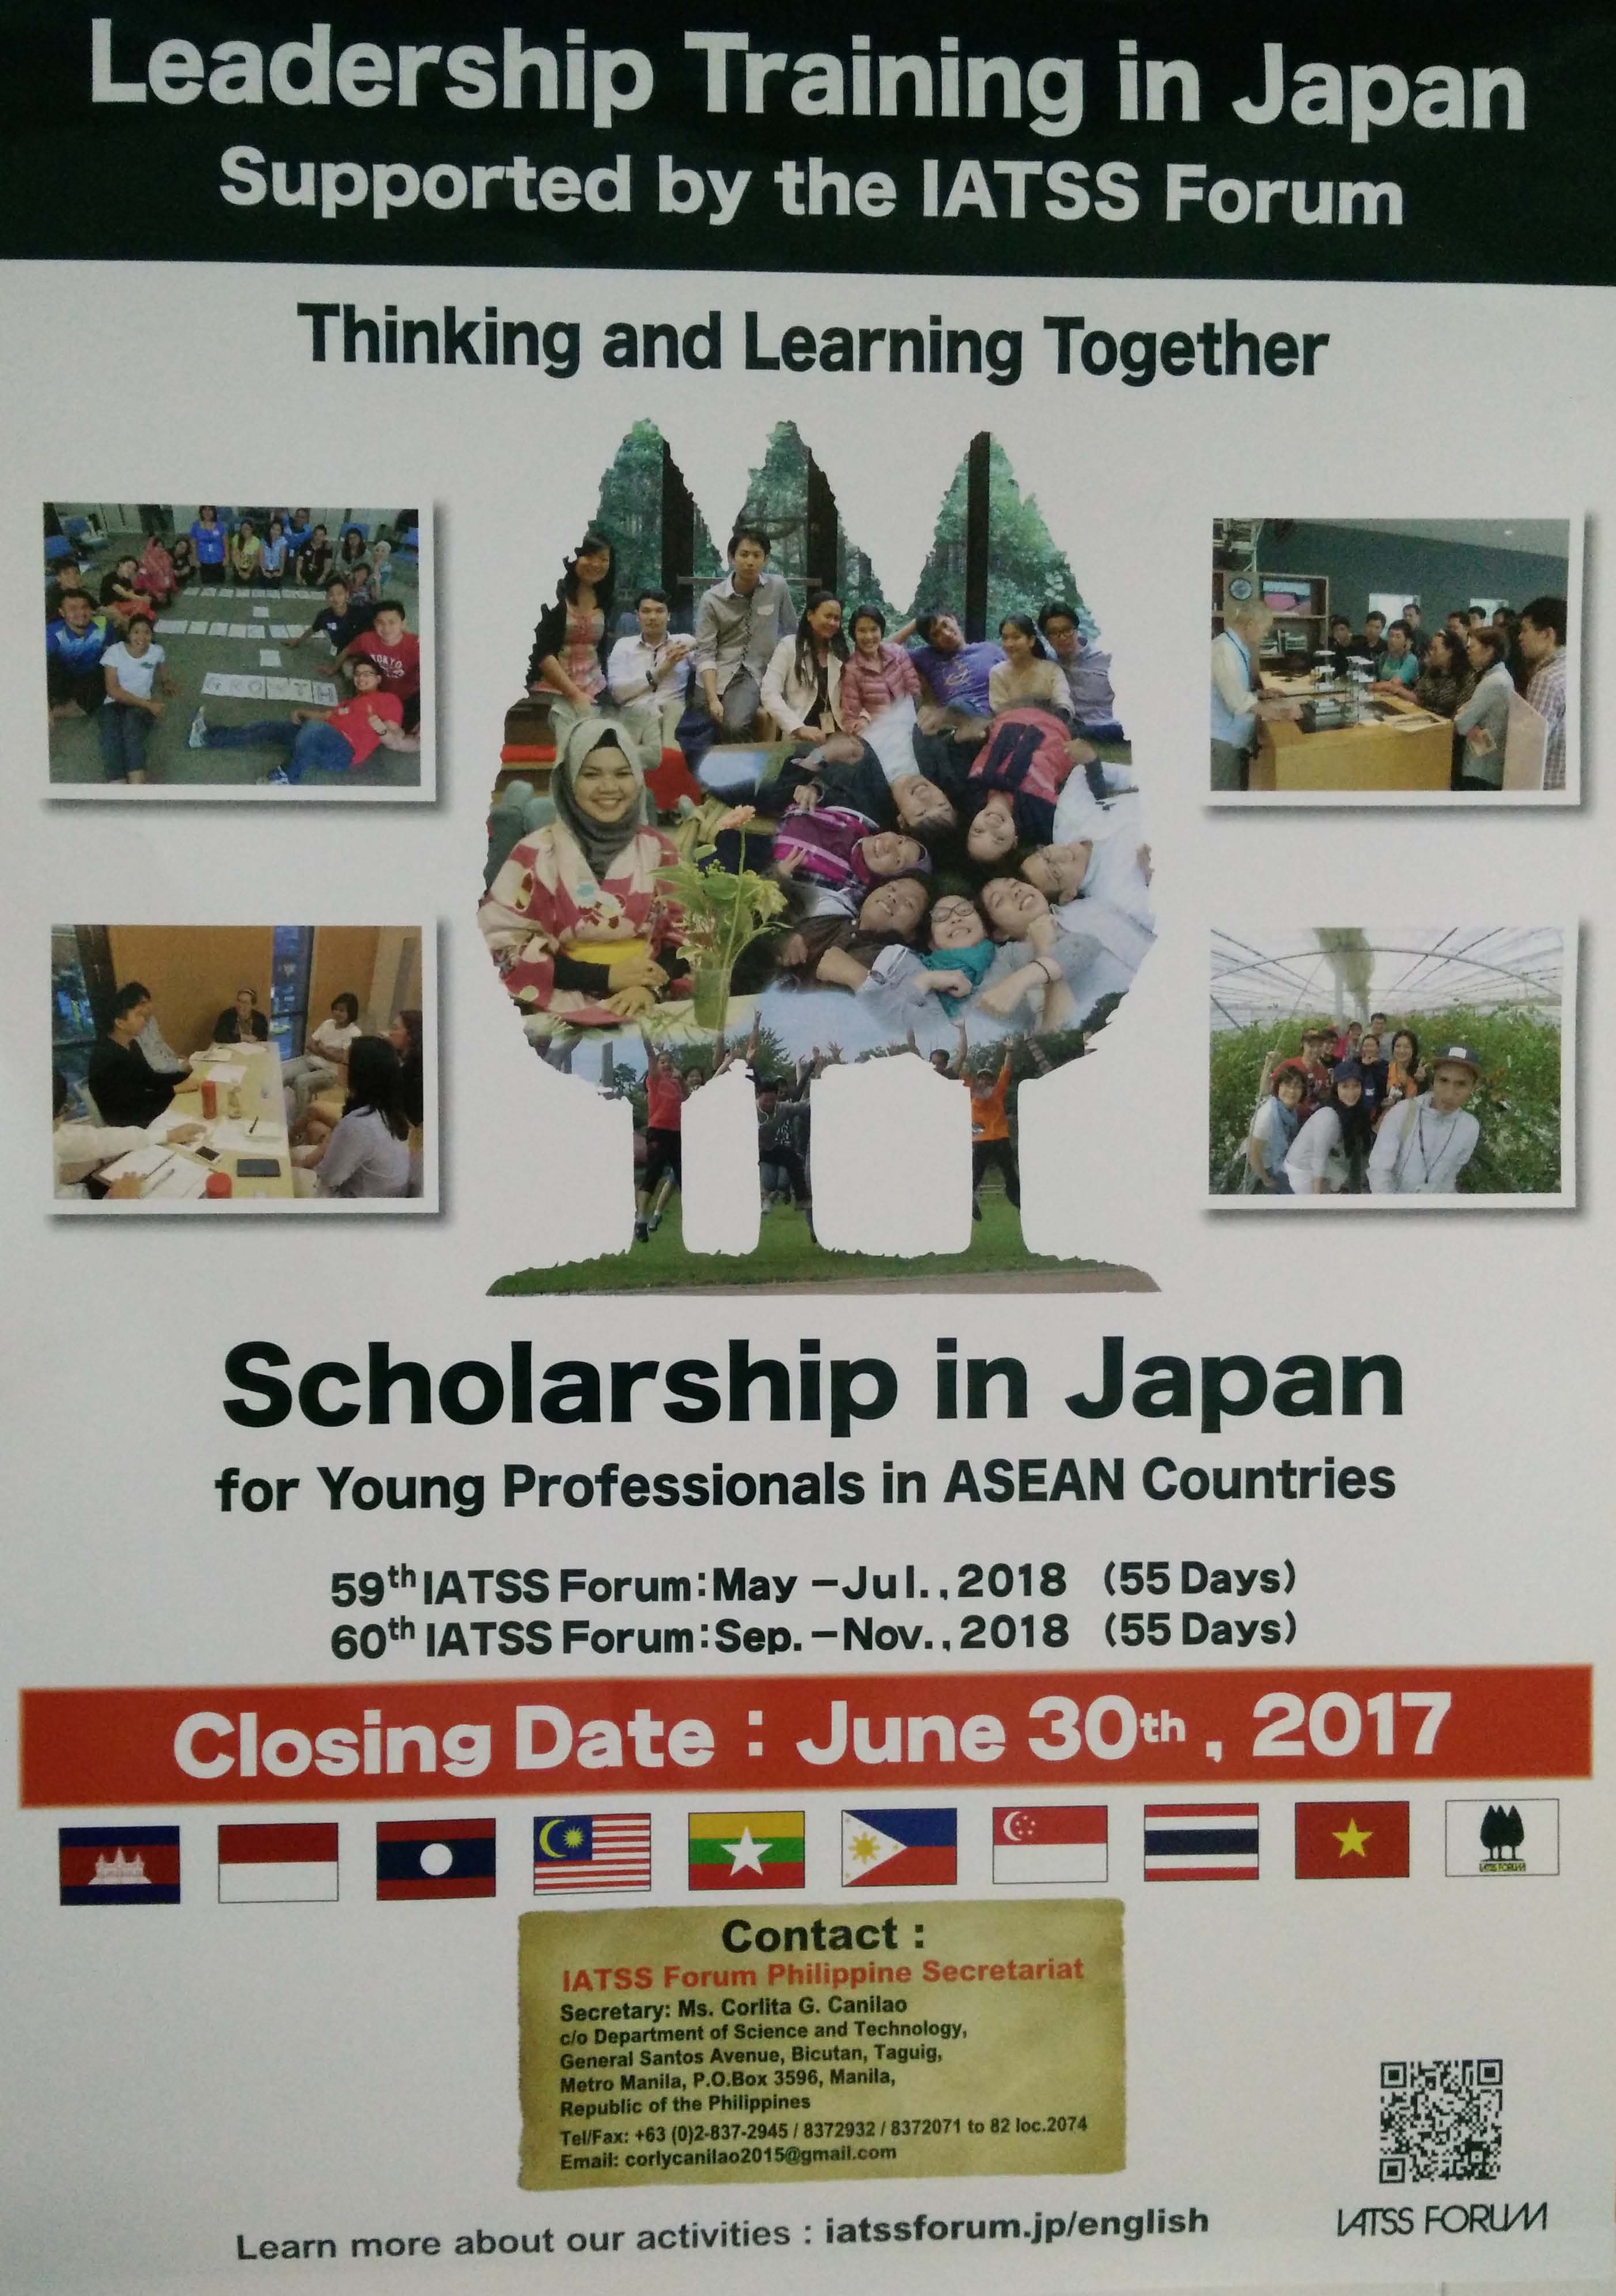 Leadership Training in Japan
Supported by the IATSS Forum
Thinking and Learning Together
GROWTH
TOKYO
Scholarship in Japan
for Young Professionals in ASEAN Countries
59th IATSS Forum:May –Jul.,2018 (55 Days)
60th IATSS Forum:Sep.–Nov.,2018 (55 Days)
Closing Date : June 30th, 2017
IATSS FORUM
Contact :
IATSS Forum Philippine Secretariat
Secretary: Ms. Corlita G. Canilao
c/o Department of Science and Technology,
General Santos Avenue, Bicutan, Taguig,
Metro Manila, P.O.Box 3596, Manila,
Republic of the Philippines
Tel/Fax: +63 (0)2-837-2945 / 8372932 / 8372071 to 82 loc.2074
Email: corlycanilao2015@gmail.com
IATSS FORUM
Learn more about our activities : iatssforum.jp/english